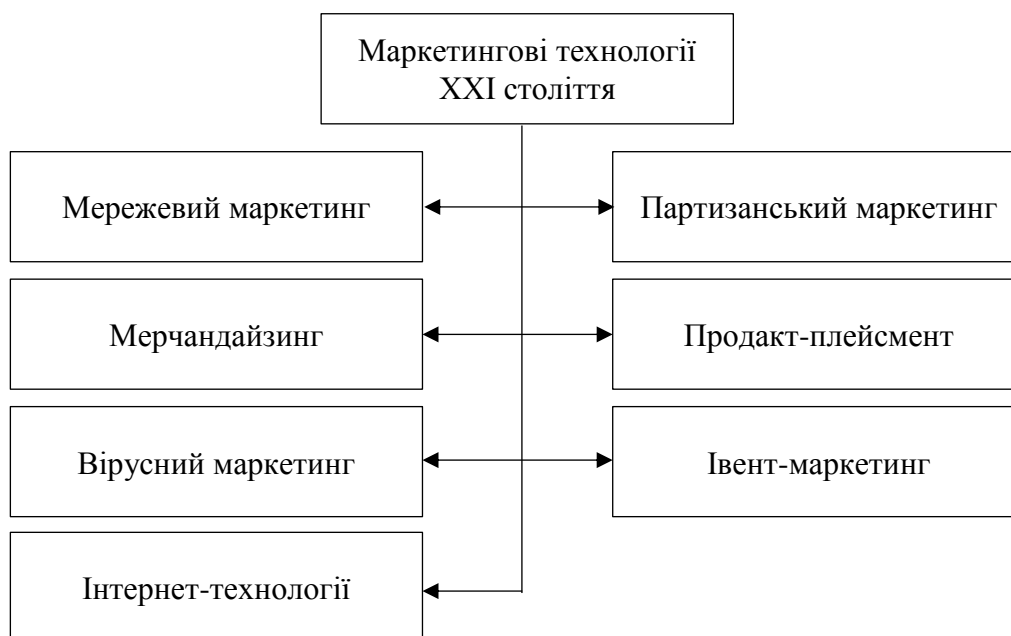 Маркетингові технології
XXI століття
Мережевий маркетинг
Партизанський маркетинг
Мерчандайзинг
Продакт-плейсмент
Вірусний маркетинг
Івент-маркетинг
Інтернет-технології